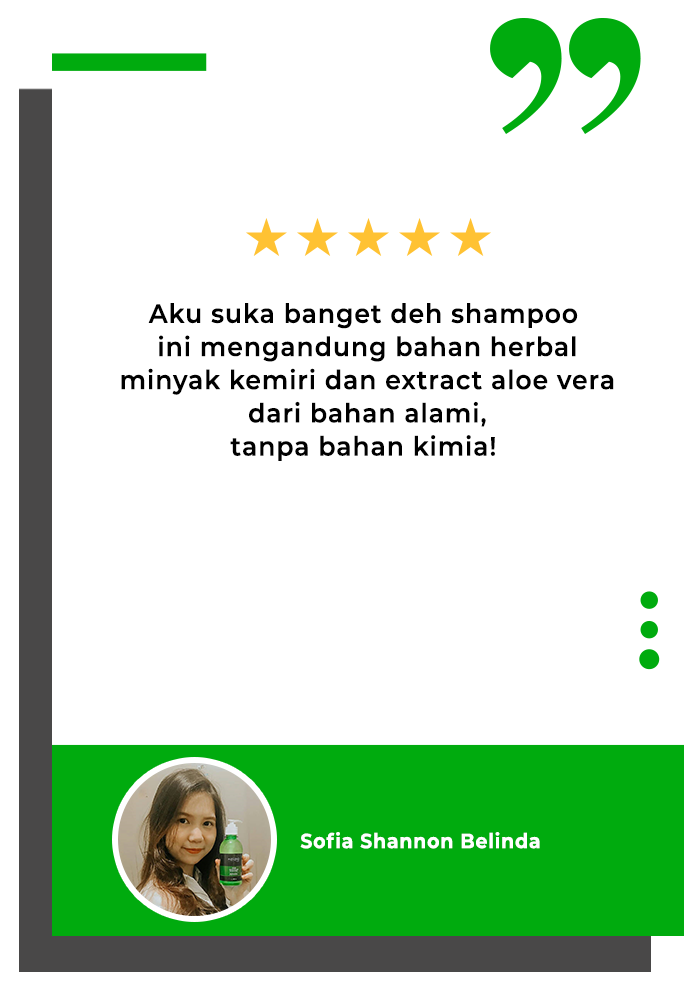 Aku suka banget deh shampoo
ini mengandung bahan herbal
minyak kemiri dan extract aloe vera
dari bahan alami,
tanpa bahan kimia!
Sofia Shannon Belinda